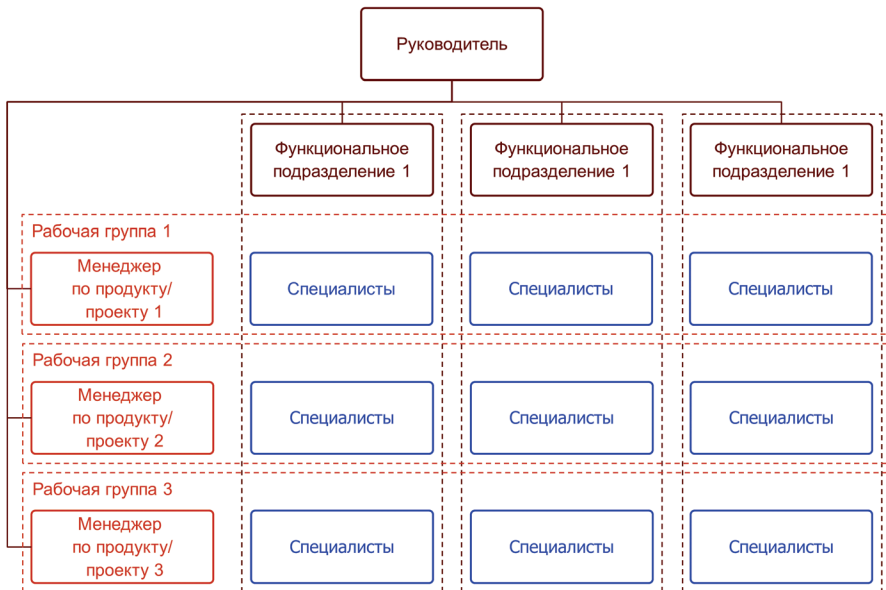 Руководитель
Функциональное
подразделение 1
Функциональное
подразделение 1
Функциональное
подразделение 1
Рабочая группа 1
Менеджер
по продукту/
проекту 1
Специалисты
Специалисты
Специалисты
Рабочая группа 2
Менеджер
по продукту/
проекту 2
Специалисты
Специалисты
Специалисты
Рабочая группа 3
Менеджер
по продукту/
проекту 3
Специалисты
Специалисты
Специалисты